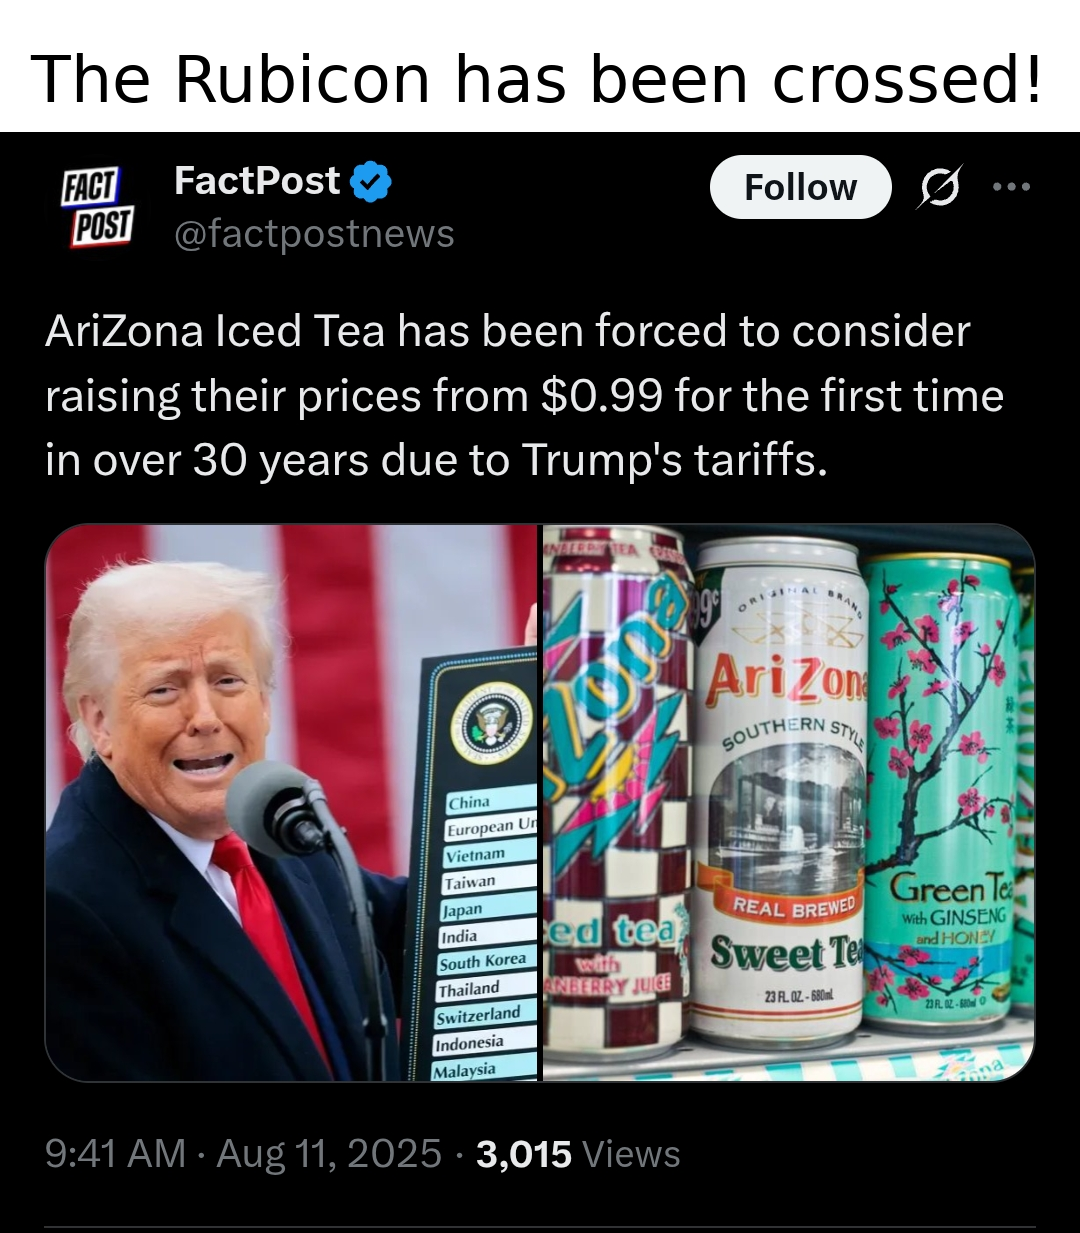 The Rubicon has been crossed!
FACT
POST
FactPost
@factpostnews
Follow
AriZona Iced Tea has been forced to consider
raising their prices from $0.99 for the first time
in over 30 years due to Trump's tariffs.
China
European Un
Vietnam
Taiwan
Japan
India
South Korea
Thailand
Switzerland
Indonesia
Malaysia
Zona
ed tea
with
ANBERRY JUICE
99¢
ORIGINAL BRAN
AriZona
SOUTHERN STYLE
REAL BREWED
Sweet Tea
23 FL. OZ. - 680mL
Green Tea
with GINSENG
and HONEY
23 FL. OZ. - 680ml
9:41 AM · Aug 11, 2025 · 3,015 Views